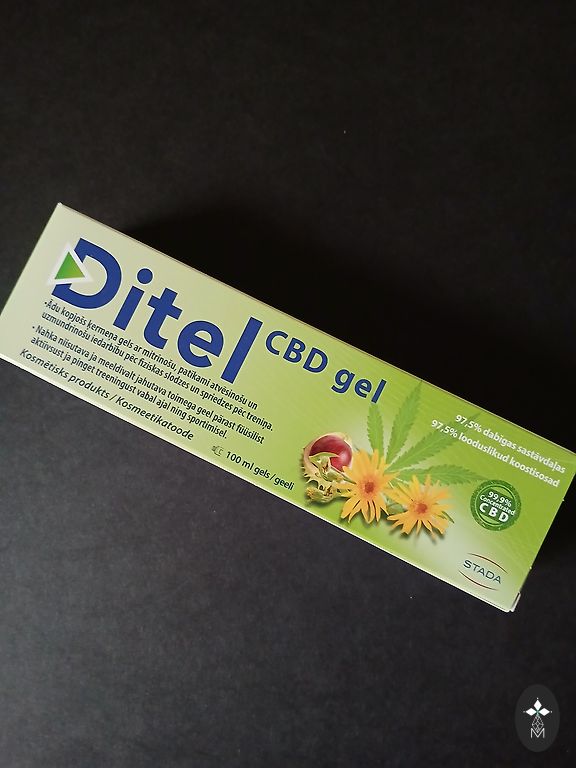 Ditel
CBD gel
•Ādu kopjošs ķermeņa gels ar mitrinošu, patīkami atvēsinošu un
uzmundrinošu iedarbību pēc fiziskas slodzes un spriedzes pēc treniņa.
• Nahka niisutava ja meeldivalt jahutava toimega geel pärast füüsilist
aktiivsust ja pinget treeningust vabal ajal ning sportimisel.
Kosmētisks produkts / Kosmeetikatoode
100 ml gels / geeli
97,5% dabīgas sastāvdaļas
97,5% looduslikud koostisosad
99,9%
Concentrated
CBD
STADA
M